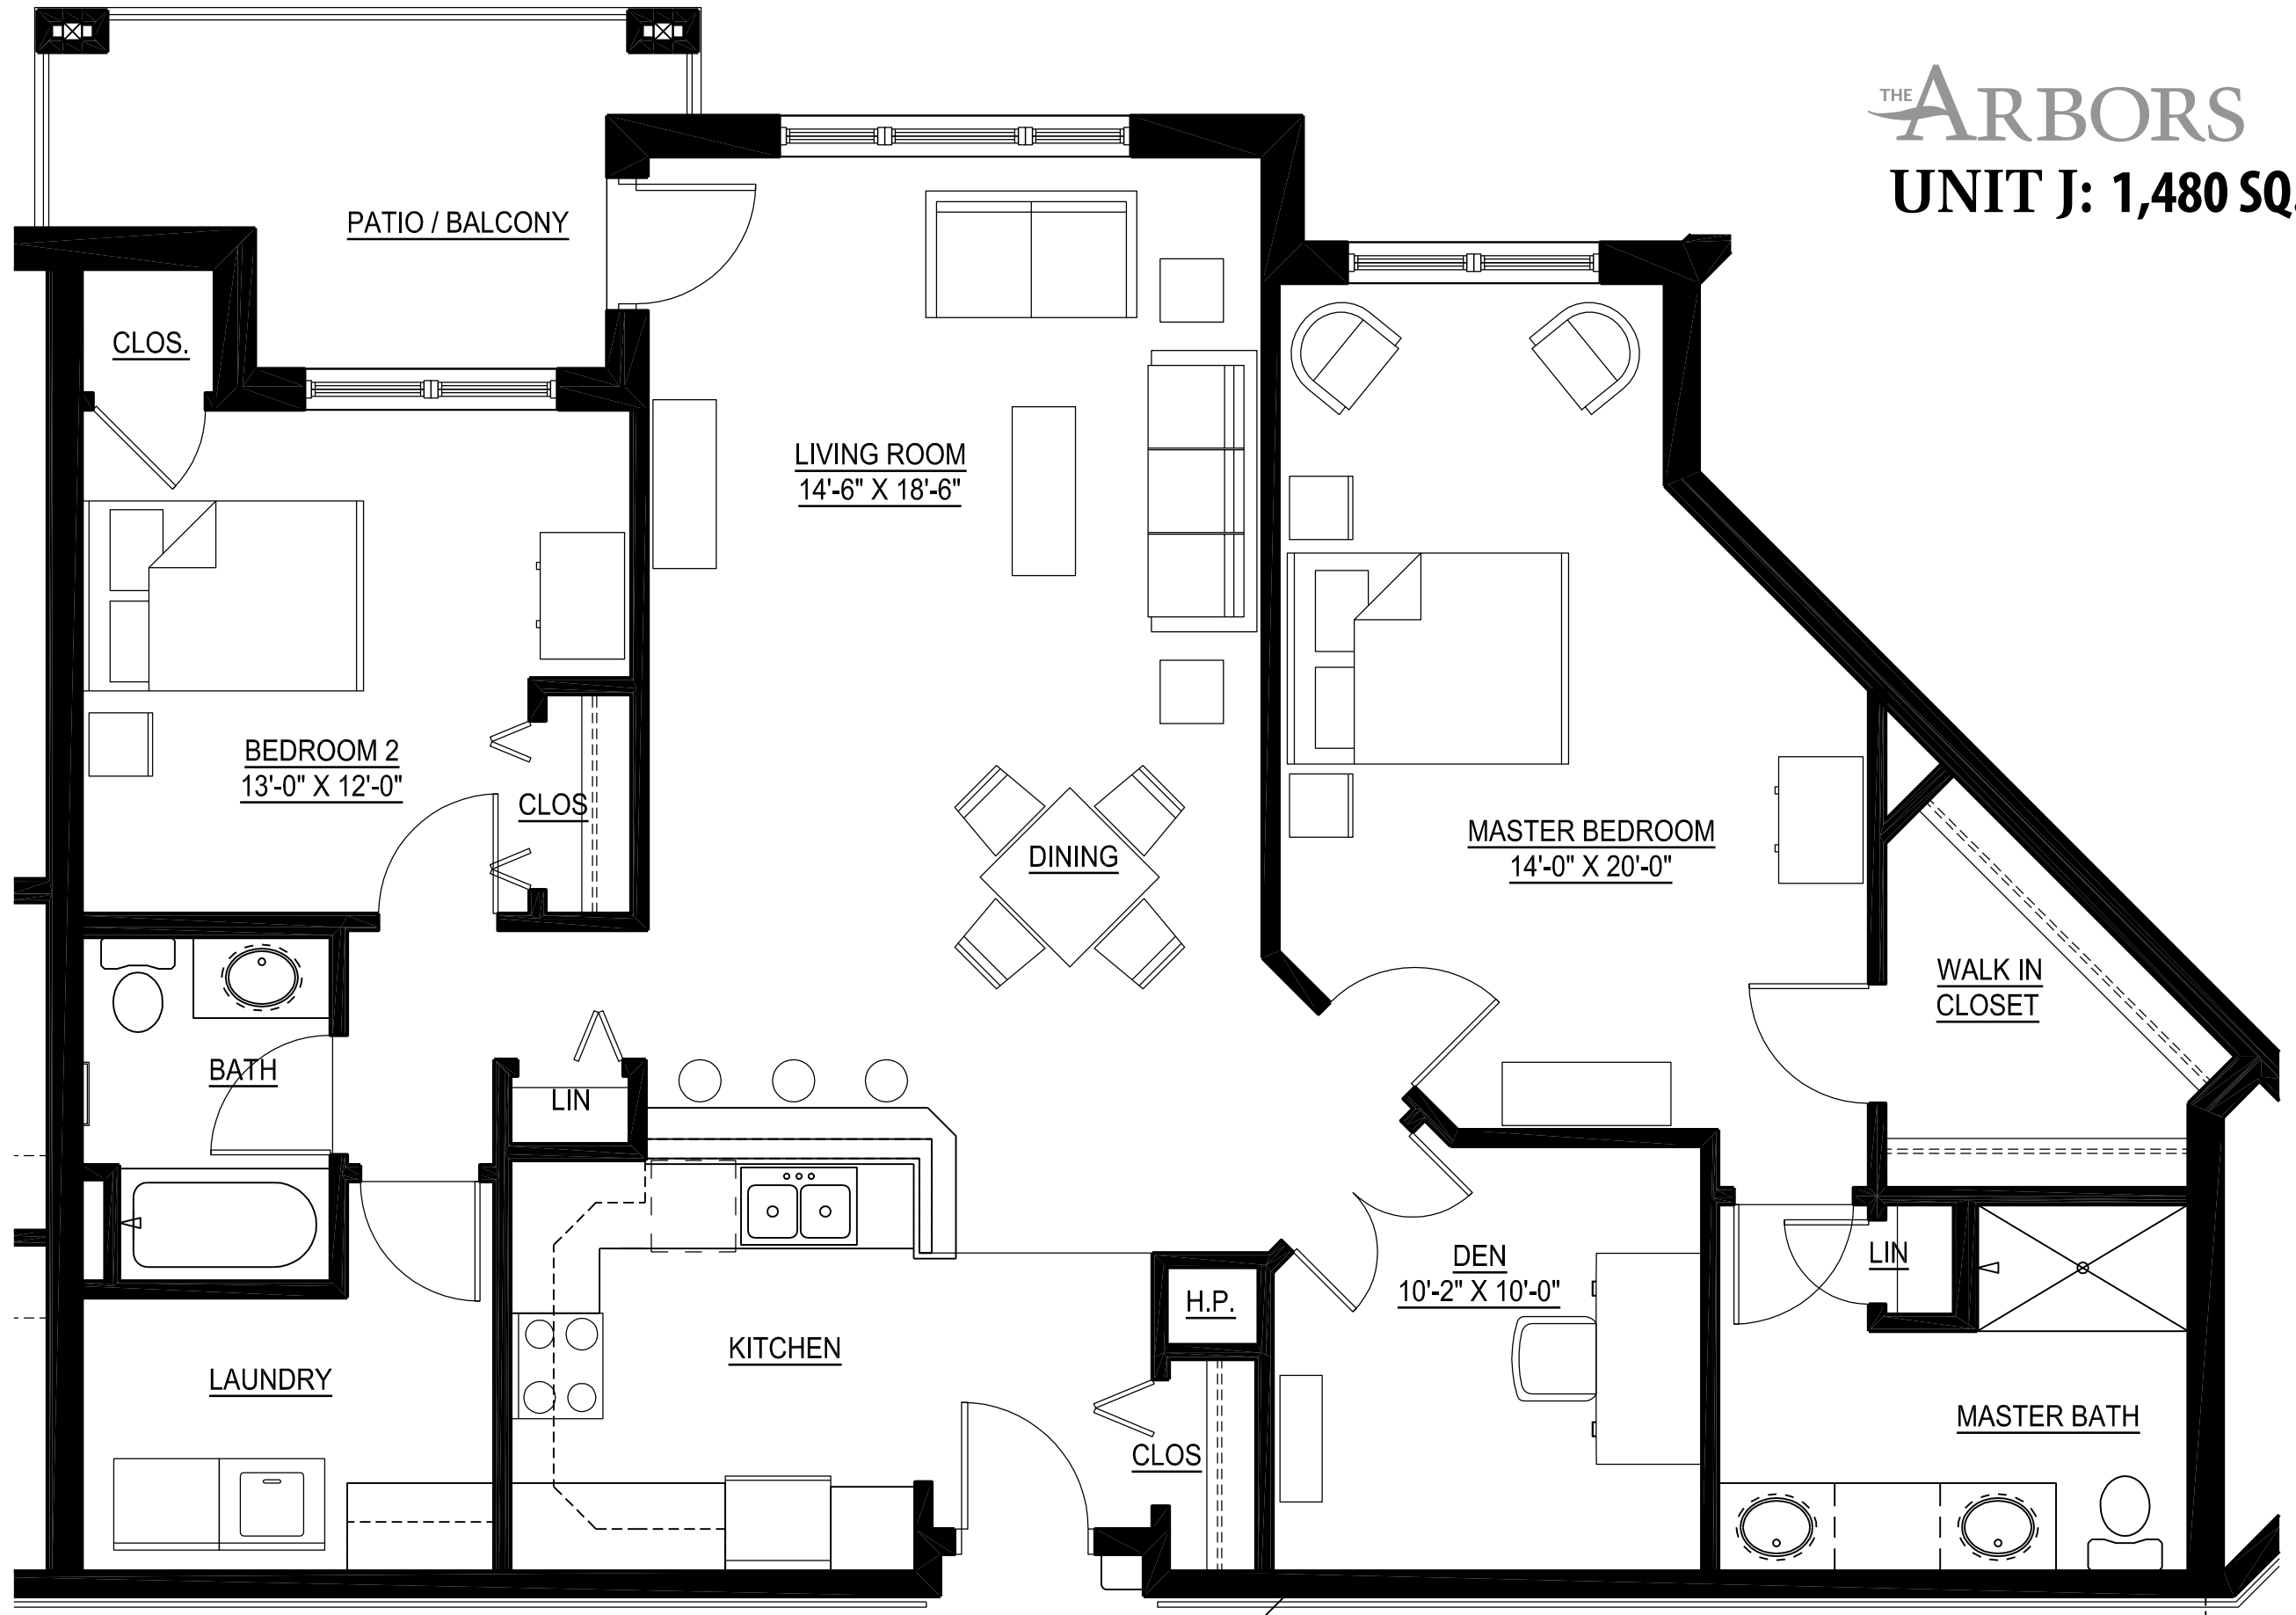 THE ARBORS
UNIT J: 1,480 SQ.
PATIO / BALCONY
CLOS.
LIVING ROOM
14'-6" X 18'-6"
BEDROOM 2
13'-0" X 12'-0"
CLOS
DINING
MASTER BEDROOM
14'-0" X 20'-0"
WALK IN
CLOSET
BATH
LIN
DEN
10'-2" X 10'-0"
LIN
H.P.
KITCHEN
LAUNDRY
CLOS
MASTER BATH